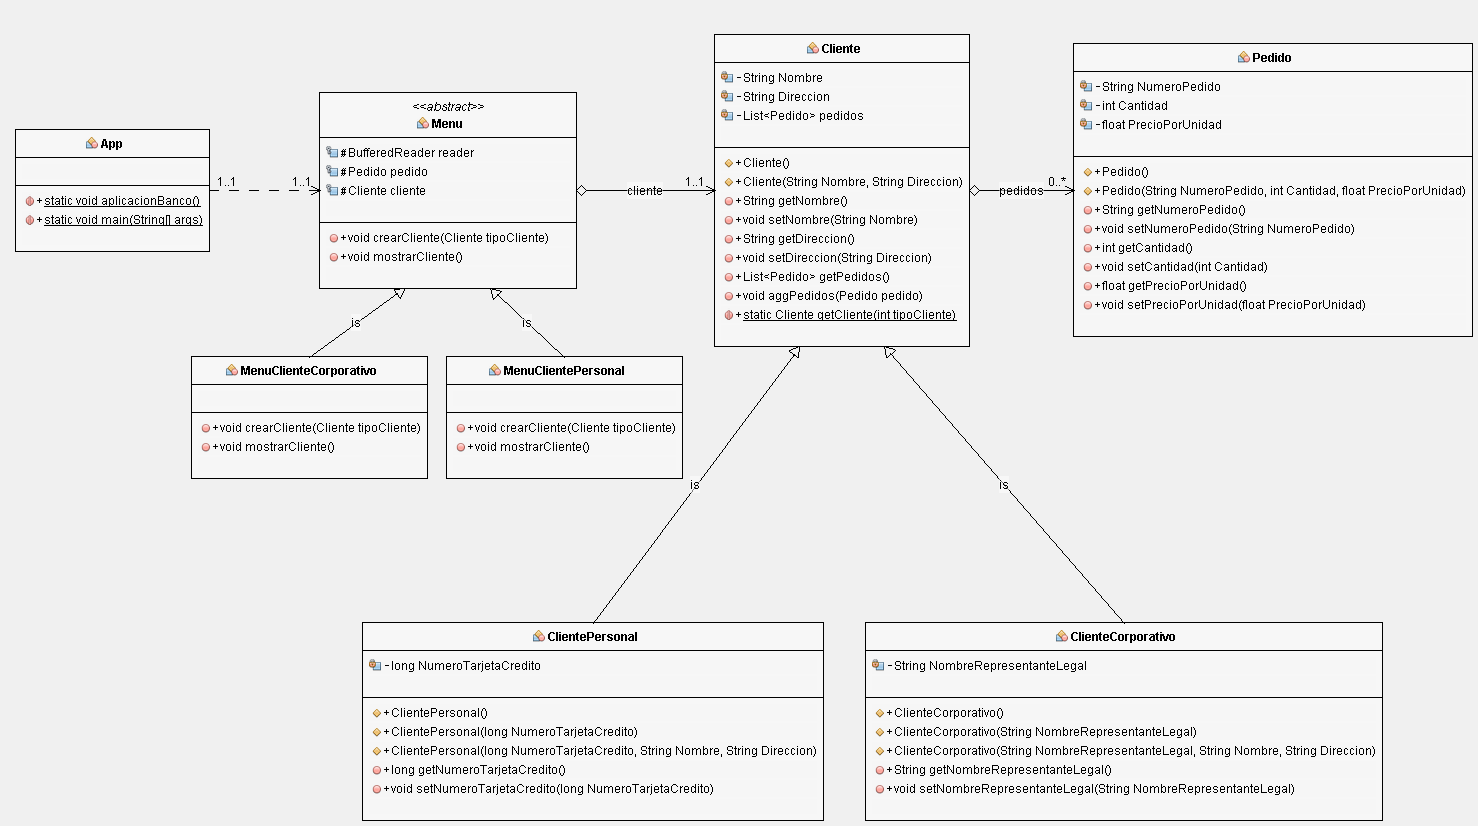 App
+static void aplicacionBanco()
+static void main(String[] args)
1..1
1..1
<<abstract>>
Menu
#BufferedReader reader
#Pedido pedido
#Cliente cliente
+void crearCliente(Cliente tipoCliente)
+void mostrarCliente()
cliente
1..1
Cliente
-String Nombre
-String Direccion
-List<Pedido> pedidos
+Cliente()
+Cliente(String Nombre, String Direccion)
+String getNombre()
+void setNombre(String Nombre)
+String getDireccion()
+void setDireccion(String Direccion)
+List<Pedido> getPedidos()
+void aggPedidos(Pedido pedido)
+static Cliente getCliente(int tipoCliente)
pedidos
0..*
Pedido
-String NumeroPedido
-int Cantidad
-float PrecioPorUnidad
+Pedido()
+Pedido(String NumeroPedido, int Cantidad, float PrecioPorUnidad)
+String getNumeroPedido()
+void setNumeroPedido(String NumeroPedido)
+int getCantidad()
+void setCantidad(int Cantidad)
+float getPrecioPorUnidad()
+void setPrecioPorUnidad(float PrecioPorUnidad)
is
is
MenuClienteCorporativo
+void crearCliente(Cliente tipoCliente)
+void mostrarCliente()
MenuClientePersonal
+void crearCliente(Cliente tipoCliente)
+void mostrarCliente()
is
is
ClientePersonal
-long NumeroTarjetaCredito
+ClientePersonal()
+ClientePersonal(long NumeroTarjetaCredito)
+ClientePersonal(long NumeroTarjetaCredito, String Nombre, String Direccion)
+long getNumeroTarjetaCredito()
+void setNumeroTarjetaCredito(long NumeroTarjetaCredito)
ClienteCorporativo
-String NombreRepresentanteLegal
+ClienteCorporativo()
+ClienteCorporativo(String NombreRepresentanteLegal)
+ClienteCorporativo(String NombreRepresentanteLegal, String Nombre, String Direccion)
+String getNombreRepresentanteLegal()
+void setNombreRepresentanteLegal(String NombreRepresentanteLegal)